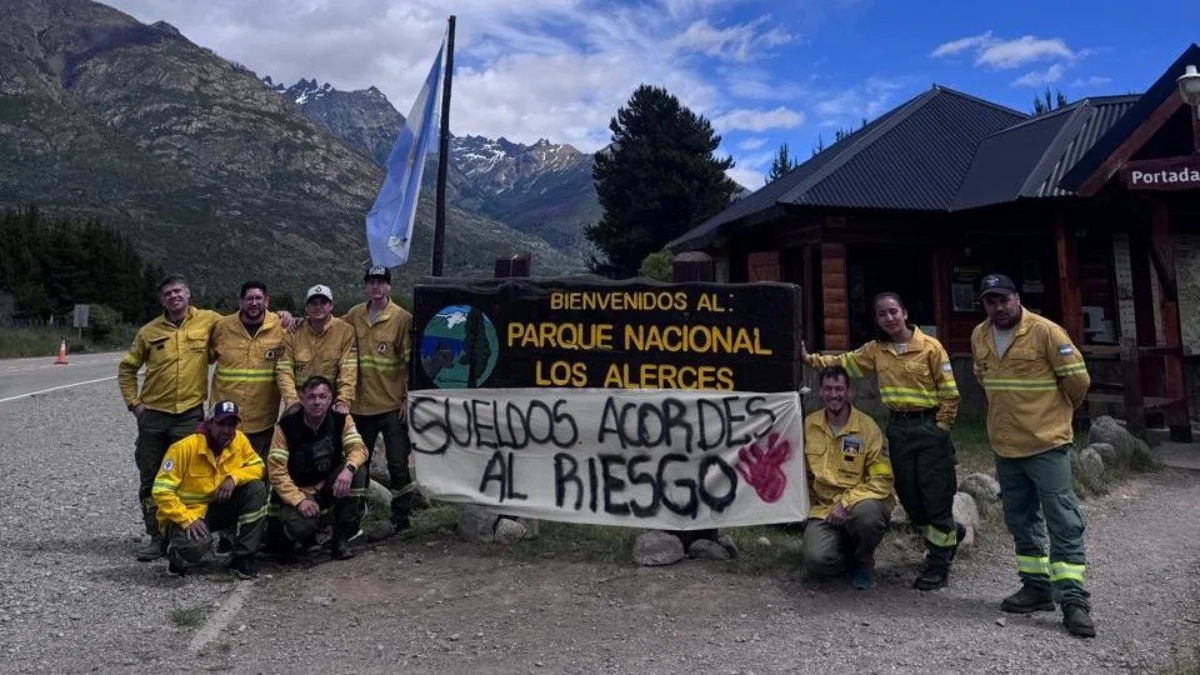 BIENVENIDOS AL:
PARQUE NACIONAL
LOS ALERCES
SUELDOS ACORDES
AL RIESGO
Portada